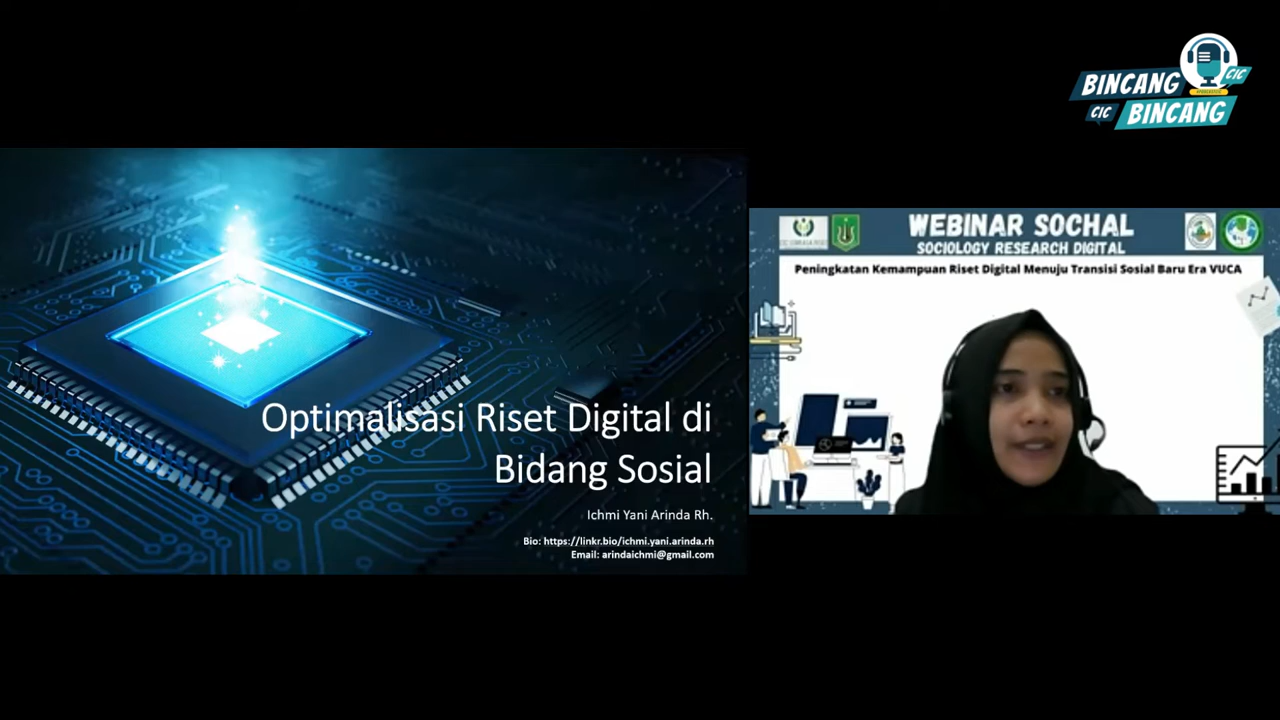 BINCANG CIC
CIC BINCANG
Optimalisasi Riset Digital di
Bidang Sosial
Ichmi Yani Arinda Rh.
Bio: https://linkr.bio/ichmi.yani.arinda.rh
Email: arindaichmi@gmail.com
WEBINAR SOCHAL
SOCIOLOGY RESEARCH DIGITAL
Peningkatan Kemampuan Riset Digital Menuju Transisi Sosial Baru Era VUCA